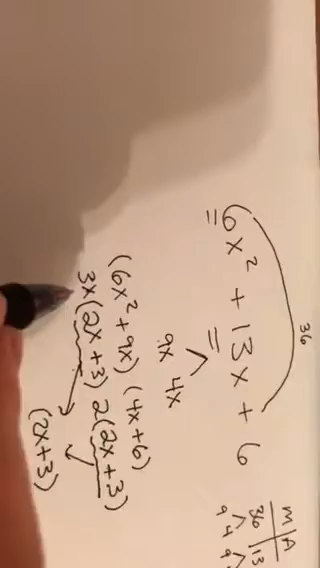 36
6x² + 13x + 6
M | A
36 | 13
9 4 9
9x 4x
(6x² + 9x) (4x + 6)
3x(2x + 3) 2(2x + 3)
(2x + 3)